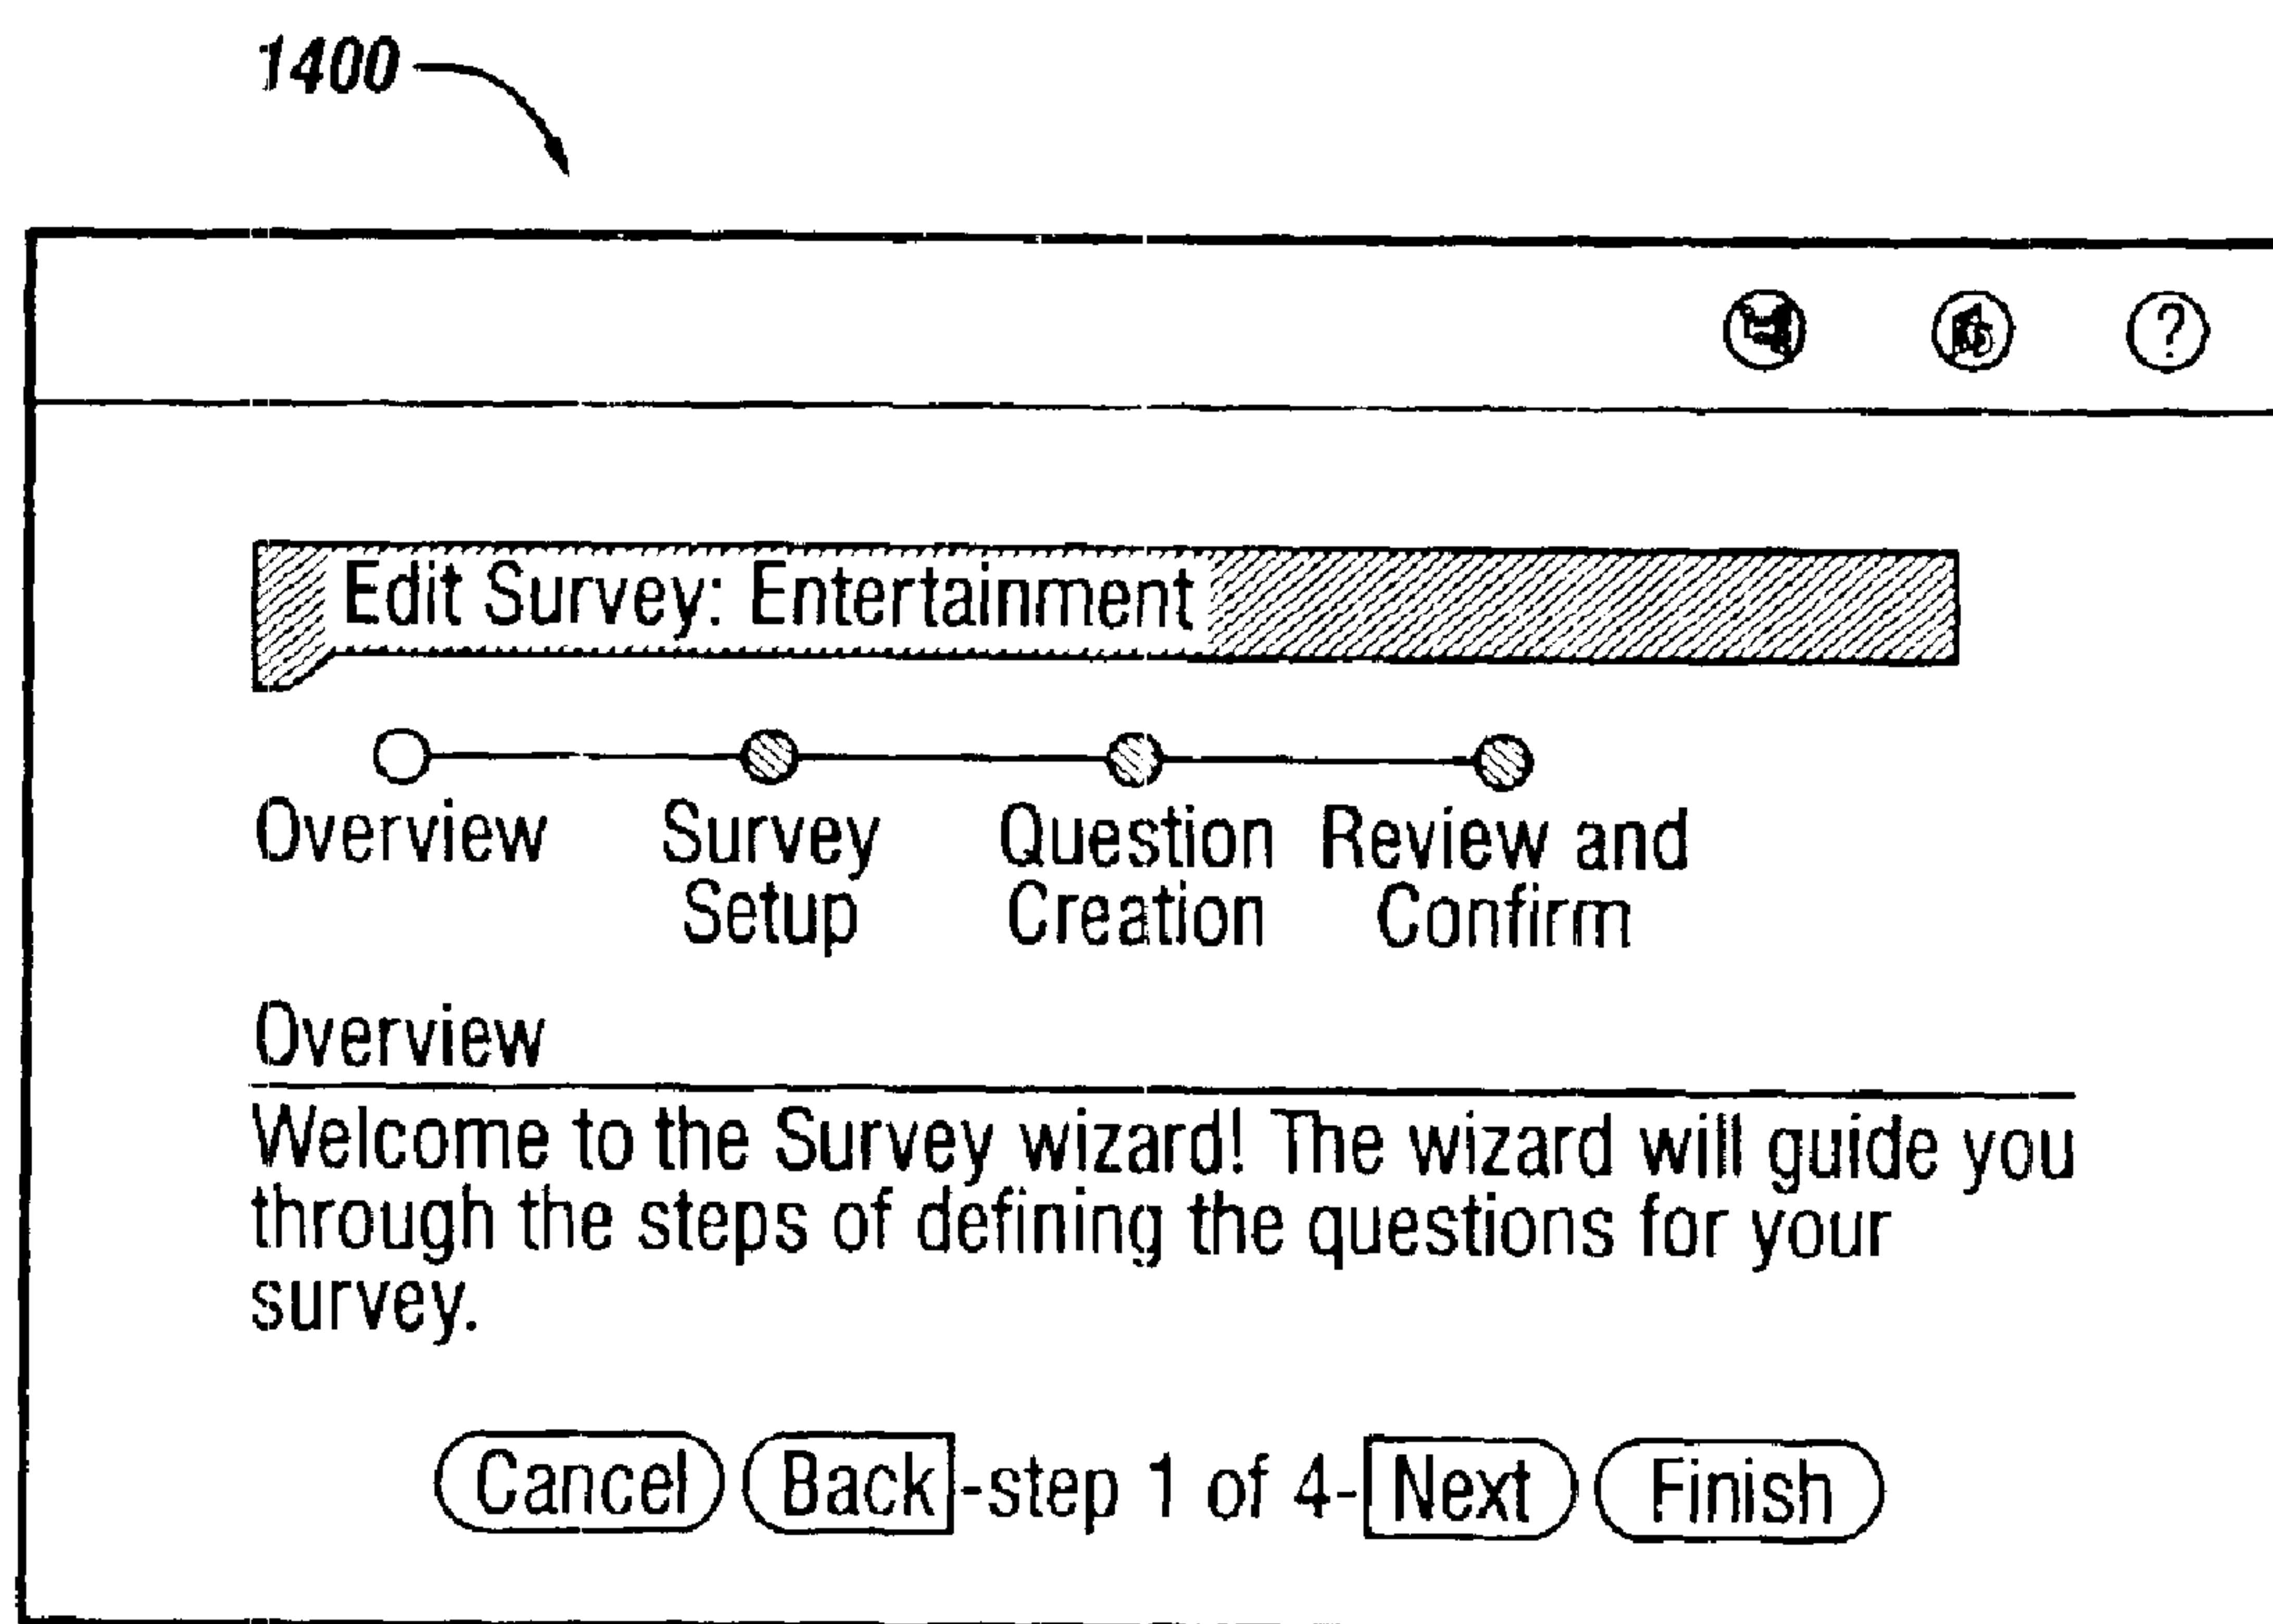 1400
?
Edit Survey: Entertainment
Overview Survey Setup Question Creation Review and Confirm
Overview
Welcome to the Survey wizard! The wizard will guide you
through the steps of defining the questions for your
survey.
Cancel Back -step 1 of 4- Next Finish